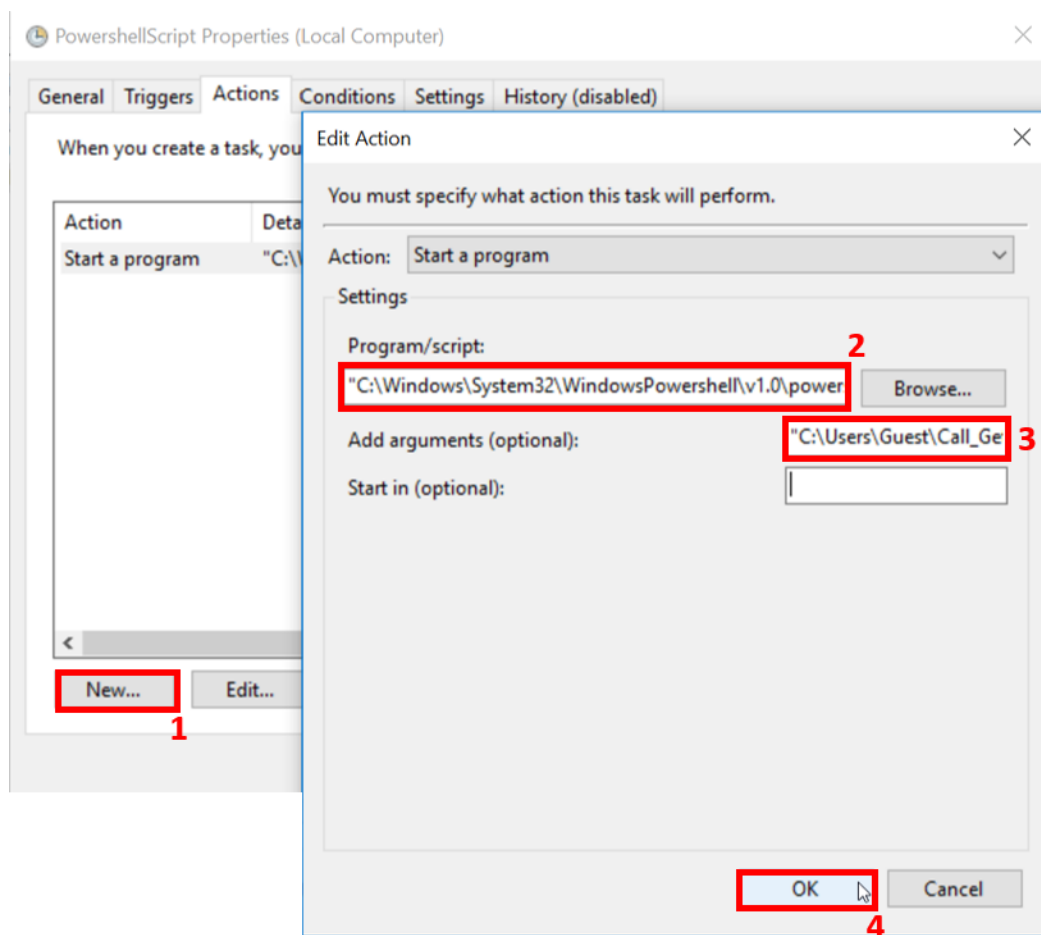 PowershellScript Properties (Local Computer)
General Triggers Actions Conditions Settings History (disabled)
When you create a task, you
Action Deta
Start a program "C:\
New... Edit...
1
Edit Action
You must specify what action this task will perform.
Action: Start a program
Settings
Program/script:
2
"C:\Windows\System32\WindowsPowershell\v1.0\power Browse...
Add arguments (optional): "C:\Users\Guest\Call_Ge 3
Start in (optional):
OK Cancel
4